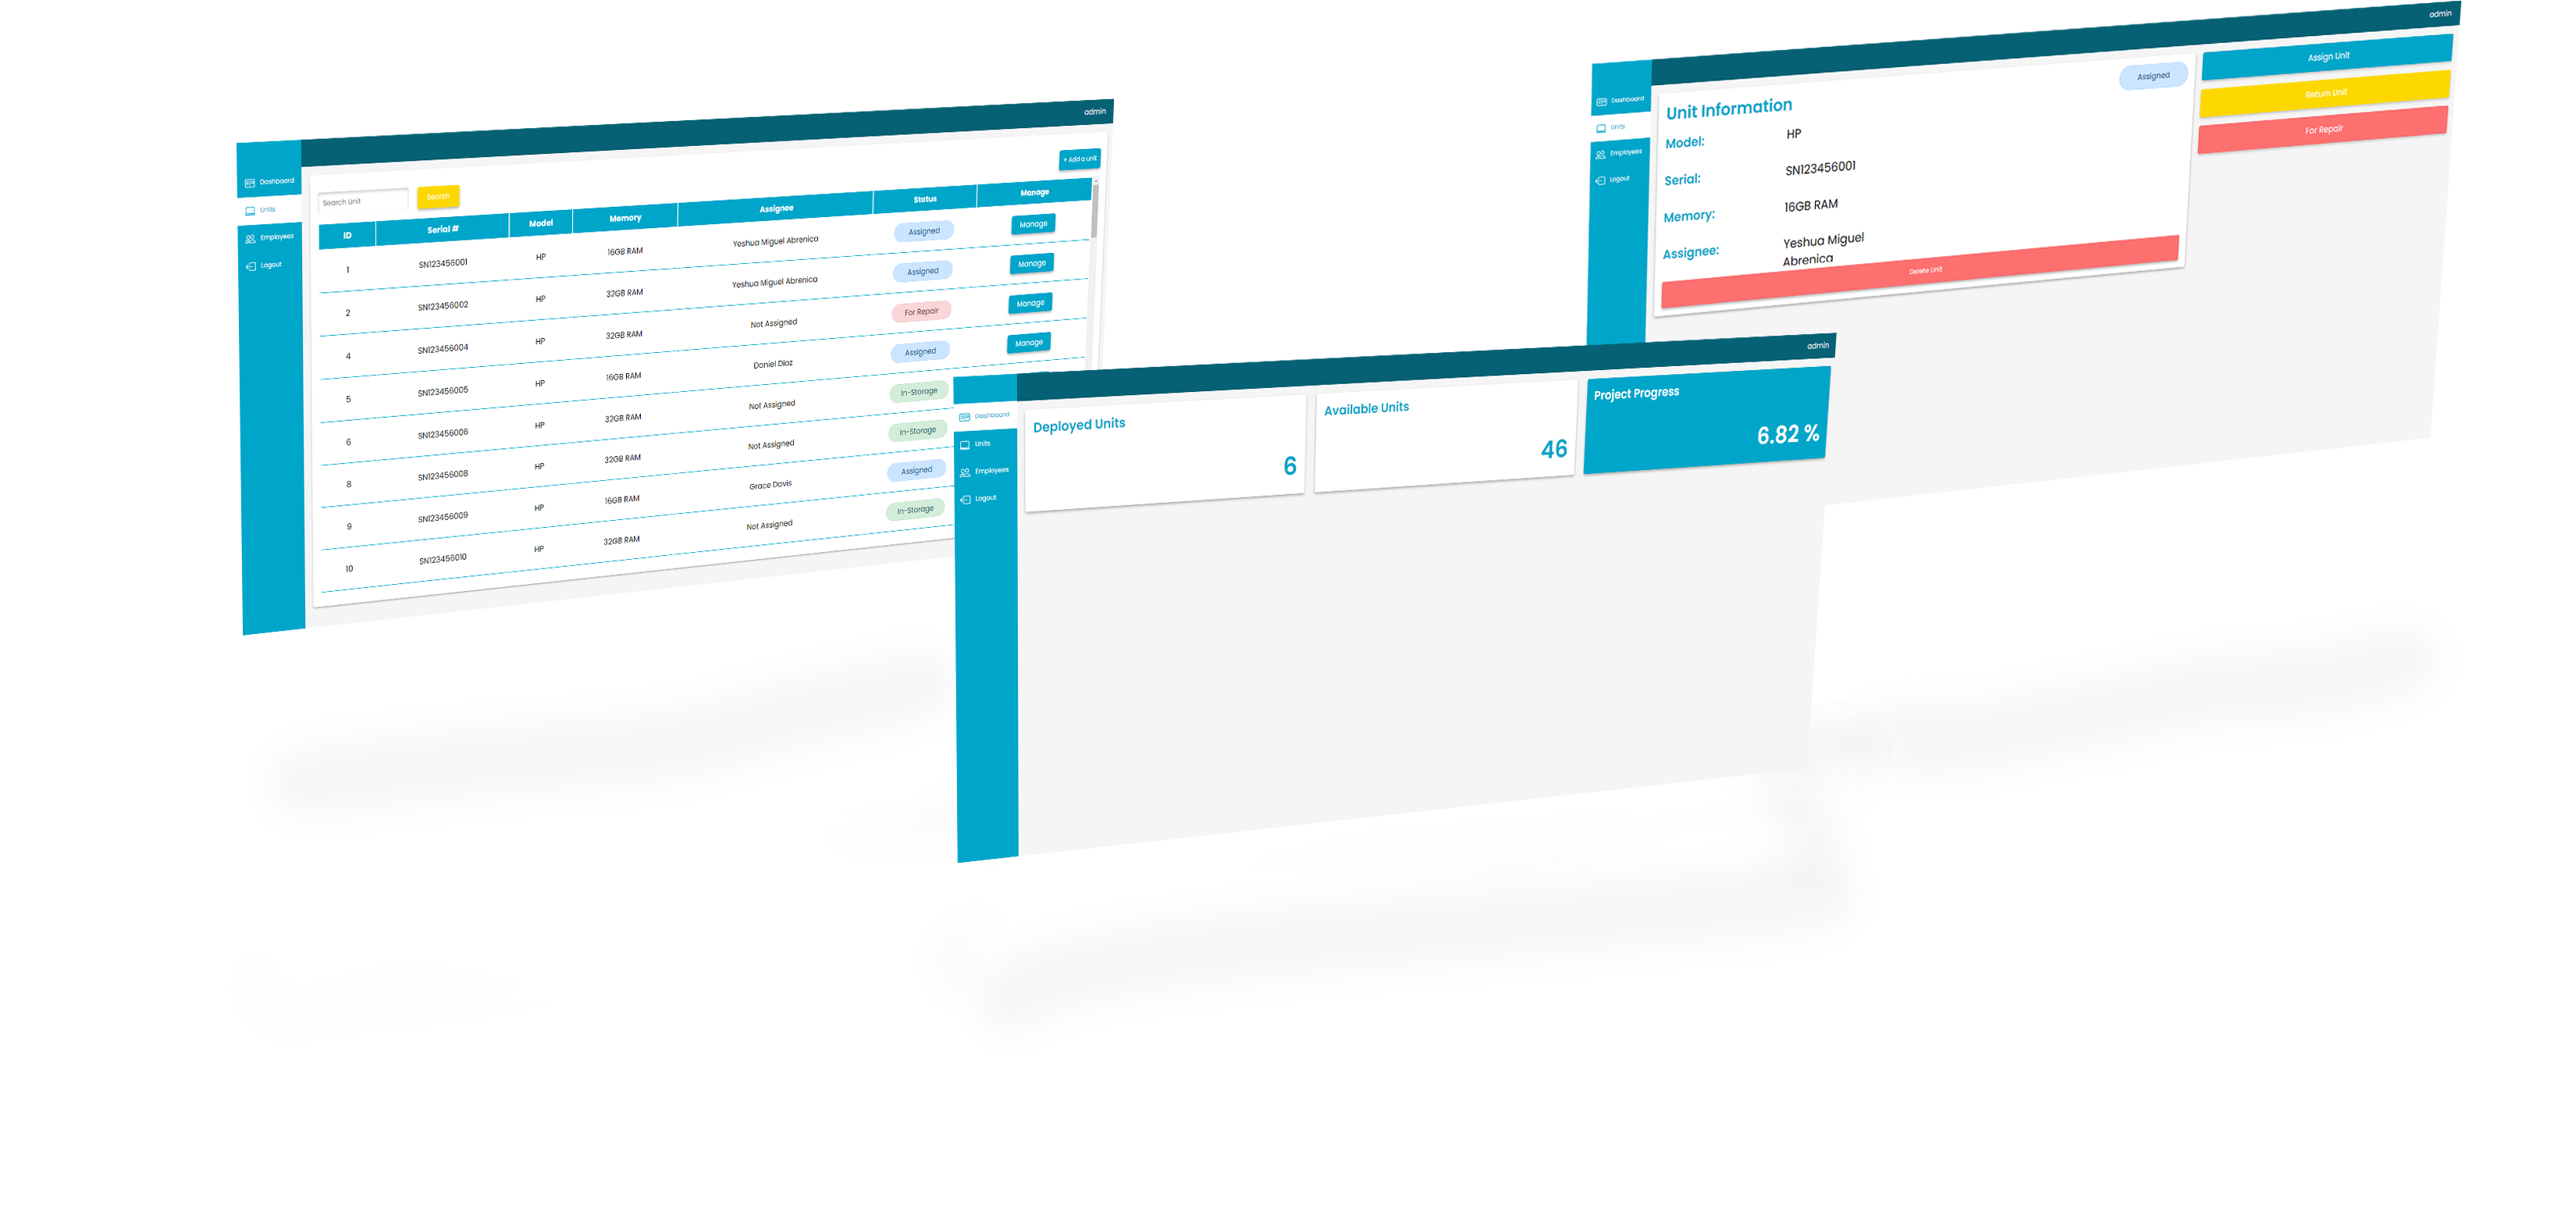 admin
Dashboard
Units
Employees
Logout
+ Add a unit
Search Unit
Search
ID Serial # Model Memory Assignee Status Manage
1 SN123456001 HP 16GB RAM Yeshua Miguel Abrenica Assigned Manage
2 SN123456002 HP 32GB RAM Yeshua Miguel Abrenica Assigned Manage
4 SN123456004 HP 32GB RAM Not Assigned For Repair Manage
5 SN123456005 HP 16GB RAM Daniel Diaz Assigned Manage
6 SN123456006 HP 32GB RAM Not Assigned In-Storage
8 SN123456008 HP 32GB RAM Not Assigned In-Storage
9 SN123456009 HP 16GB RAM Grace Davis Assigned
10 SN123456010 HP 32GB RAM Not Assigned In-Storage
admin
Dashboard
Units
Employees
Logout
Deployed Units
6
Available Units
46
Project Progress
6.82 %
admin
Dashboard
Units
Employees
Logout
Unit Information
Assigned
Model: HP
Serial: SN123456001
Memory: 16GB RAM
Assignee: Yeshua Miguel
Abrenica
Delete Unit
Assign Unit
Return Unit
For Repair